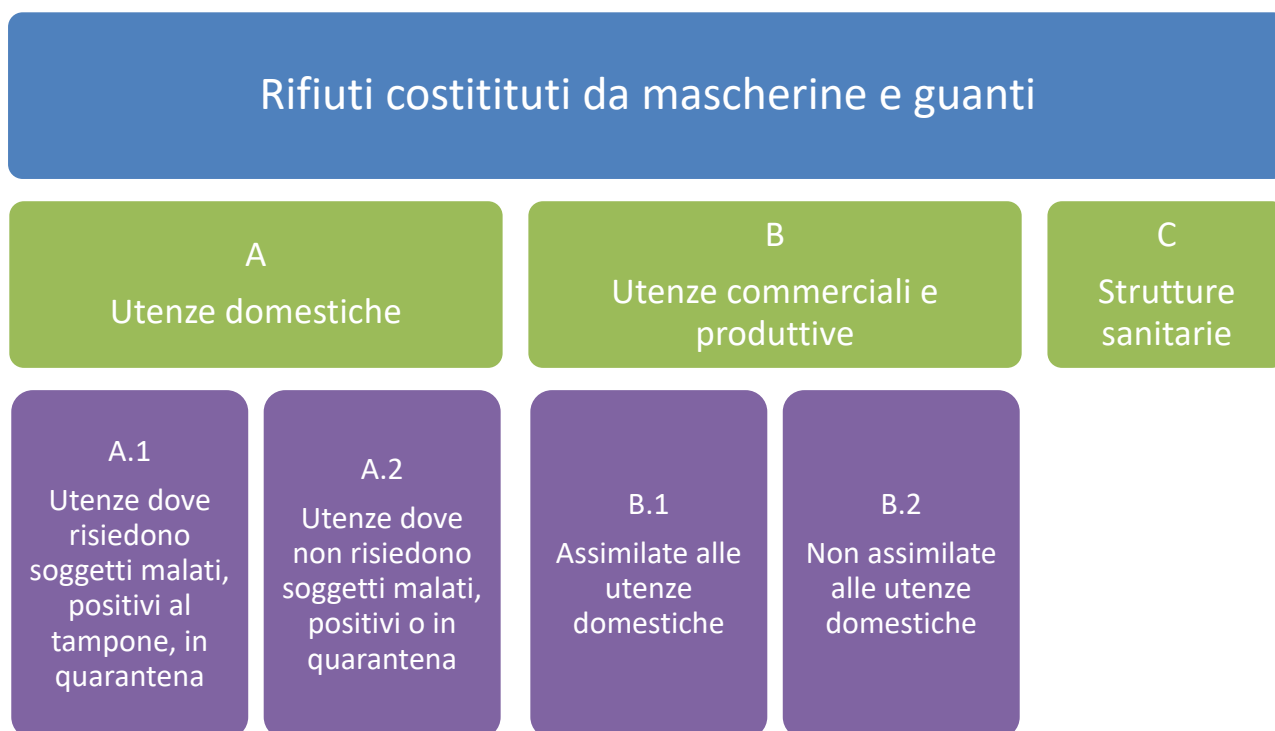 Rifiuti costitituti da mascherine e guanti
A
Utenze domestiche
B
Utenze commerciali e
produttive
C
Strutture
sanitarie
A.1
Utenze dove
risiedono
soggetti malati,
positivi al
tampone, in
quarantena
A.2
Utenze dove
non risiedono
soggetti malati,
positivi o in
quarantena
B.1
Assimilate alle
utenze
domestiche
B.2
Non assimilate
alle utenze
domestiche